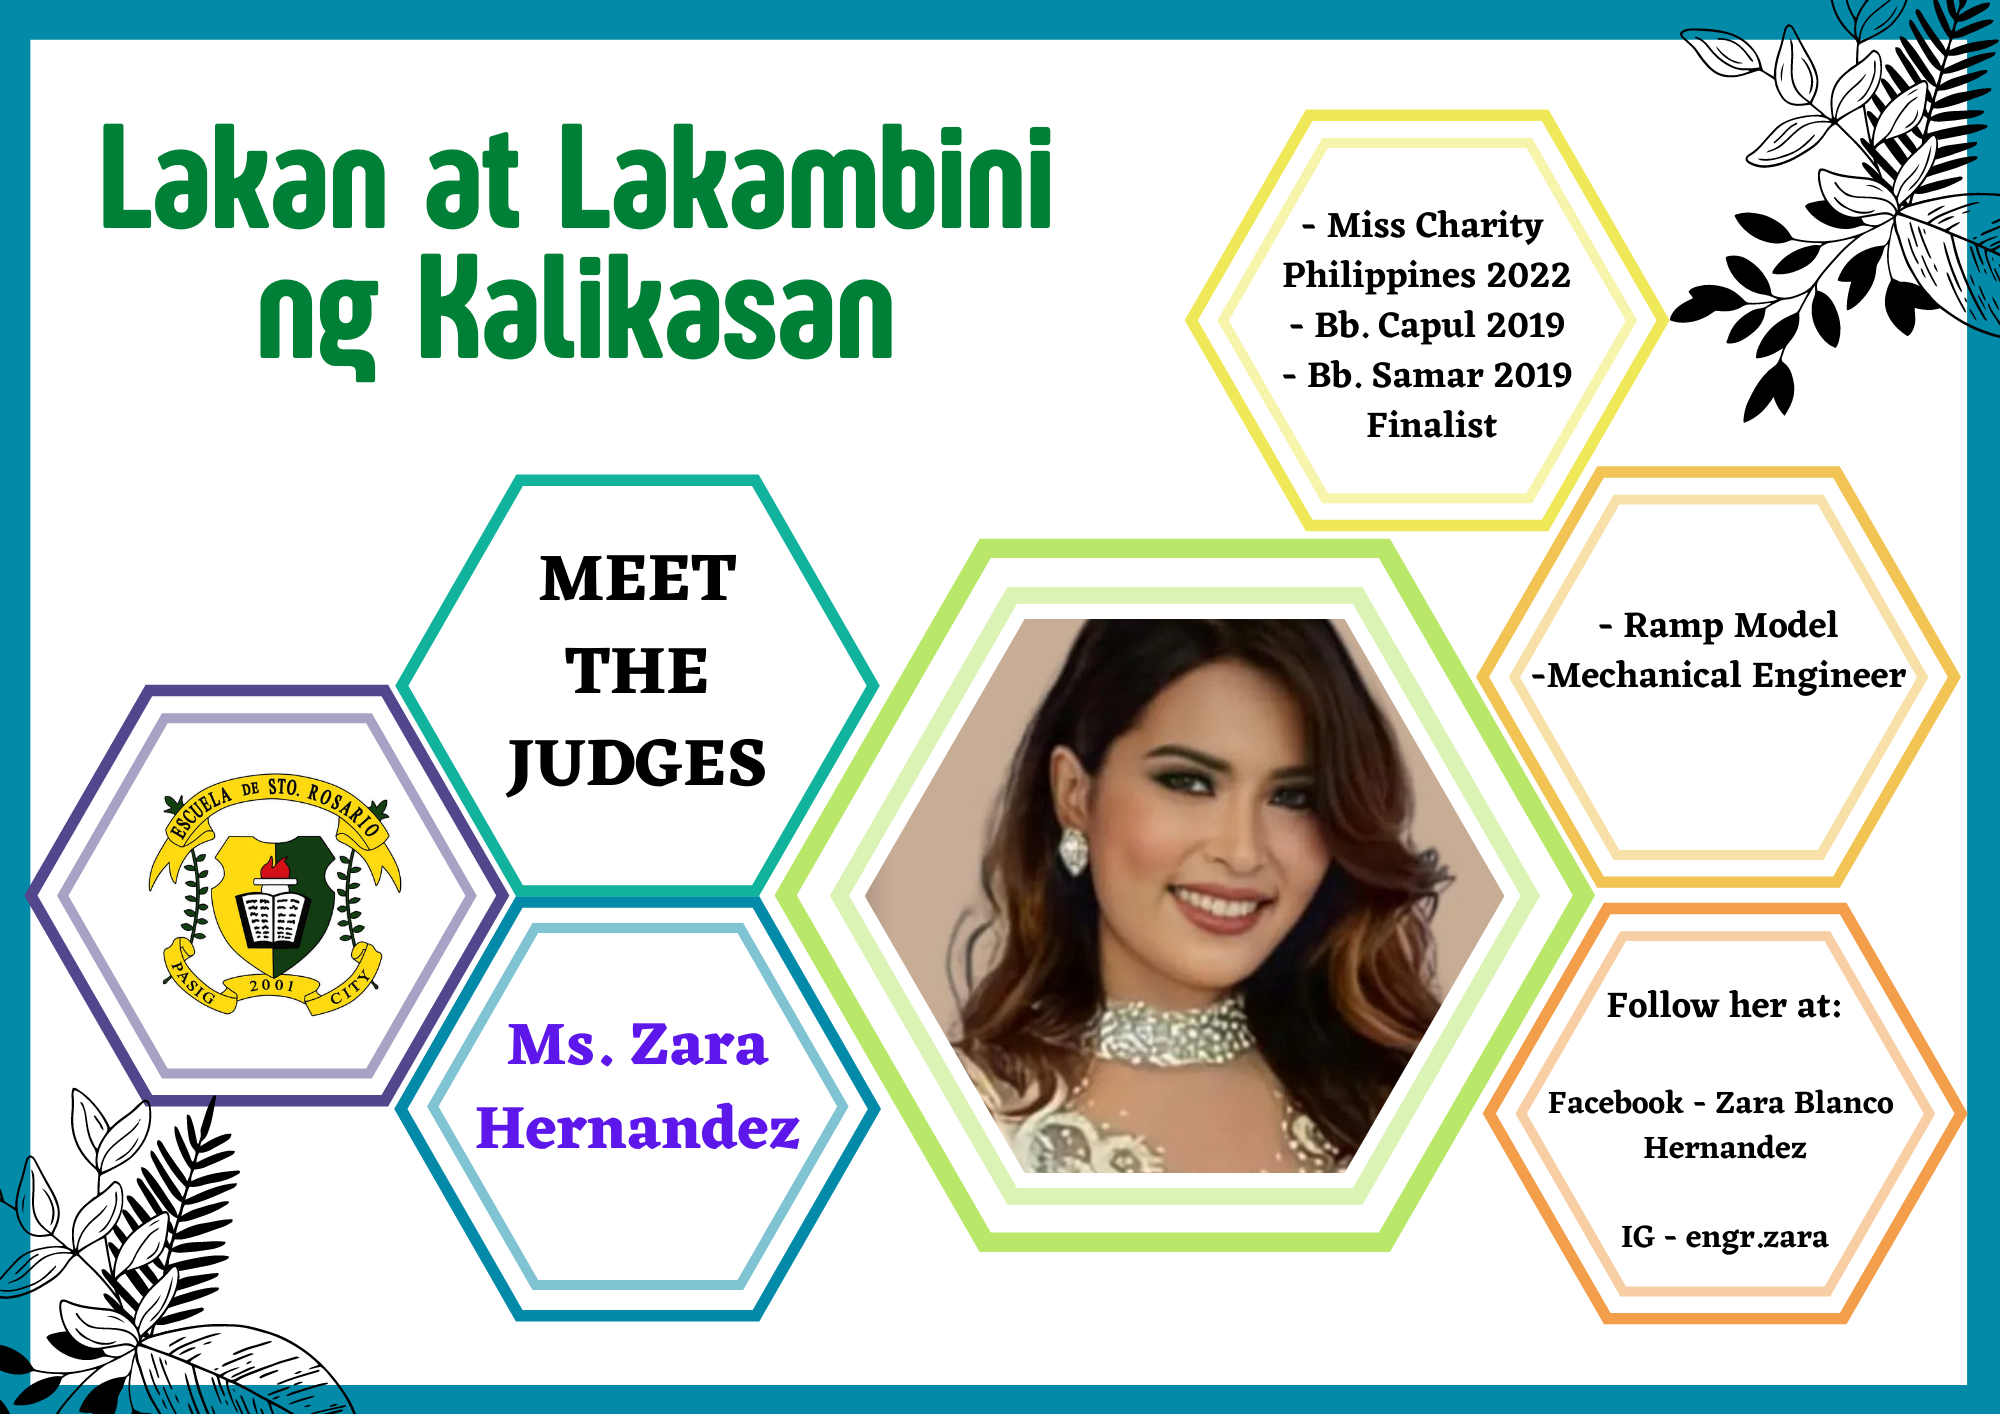 Lakan at Lakambini
ng Kalikasan
- Miss Charity
Philippines 2022
- Bb. Capul 2019
- Bb. Samar 2019
Finalist
MEET
THE
JUDGES
- Ramp Model
-Mechanical Engineer
ESCUELA DE STO. ROSARIO
PASIG 2001 CITY
Ms. Zara
Hernandez
Follow her at:
Facebook - Zara Blanco
Hernandez
IG - engr.zara